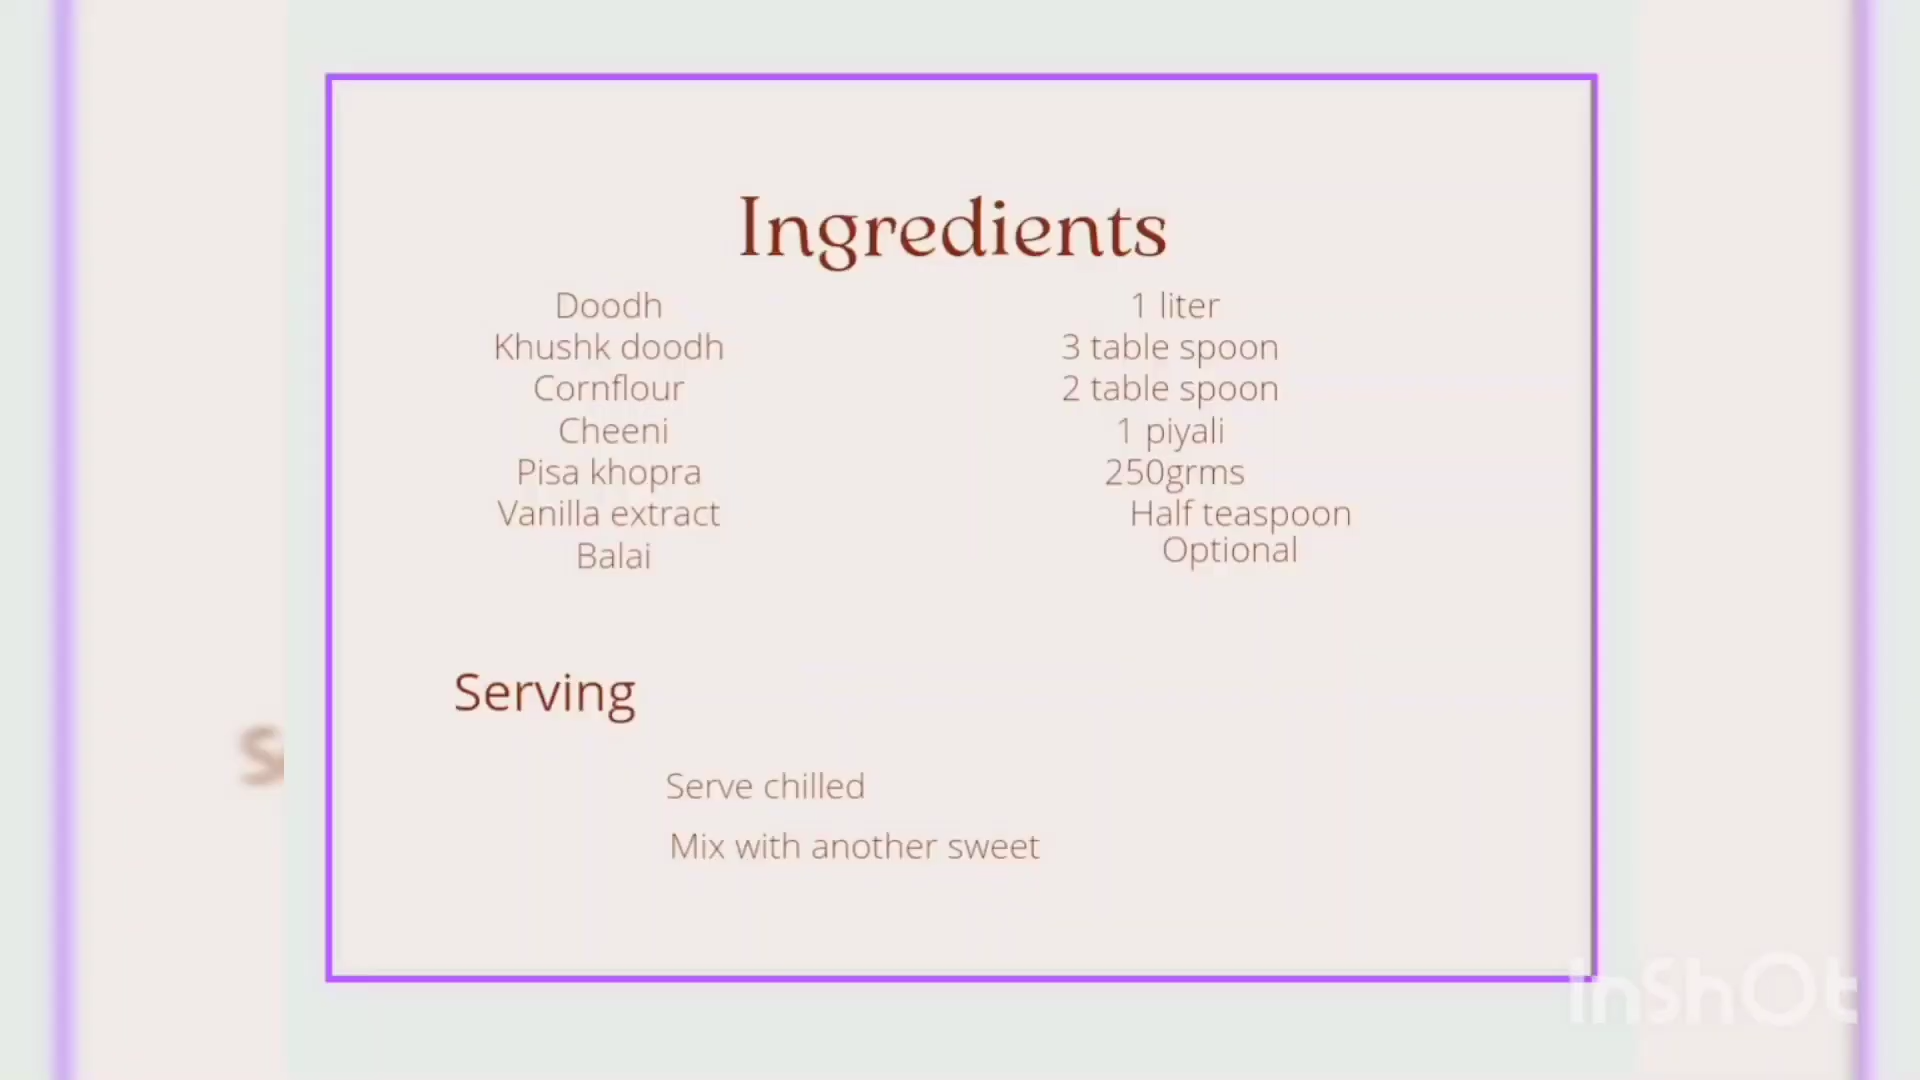 Ingredients
Doodh 1 liter
Khushk doodh 3 table spoon
Cornflour 2 table spoon
Cheeni 1 piyali
Pisa khopra 250grms
Vanilla extract Half teaspoon
Balai Optional
Serving
Serve chilled
Mix with another sweet
InShOt